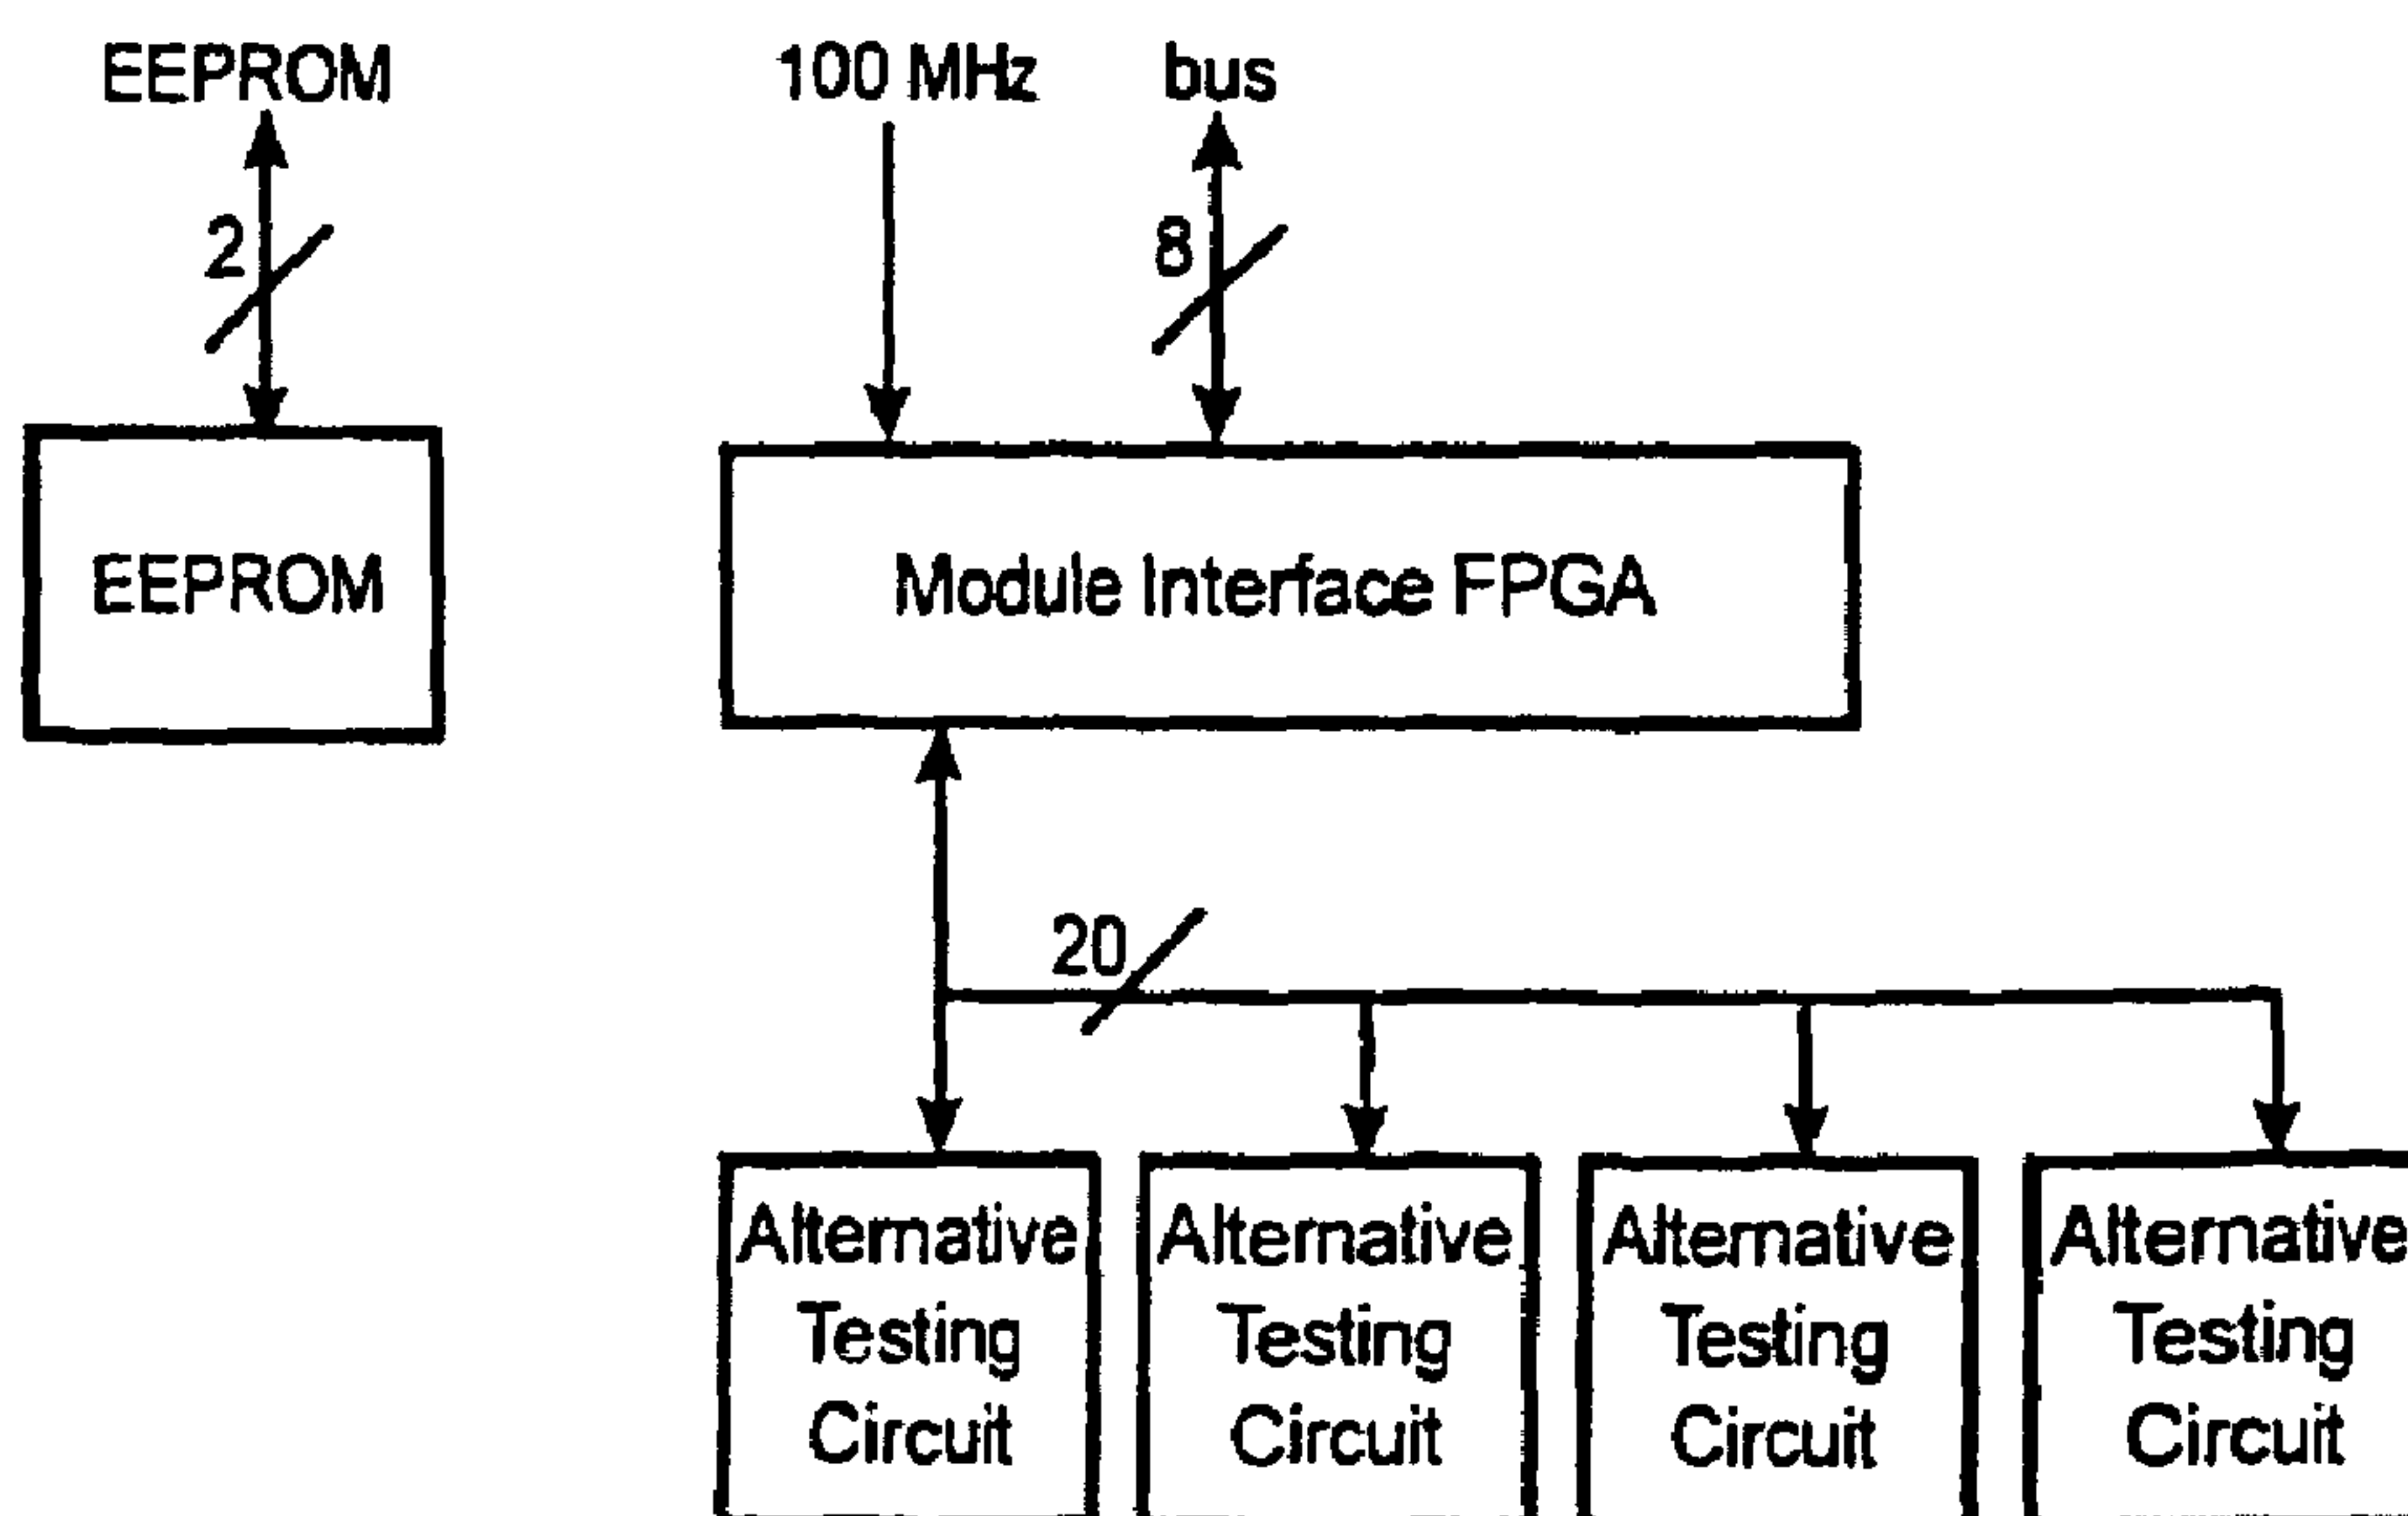 EEPROM
100 MHz
bus
2
8
EEPROM
Module Interface FPGA
20
Alternative
Testing
Circuit
Alternative
Testing
Circuit
Alternative
Testing
Circuit
Alternative
Testing
Circuit